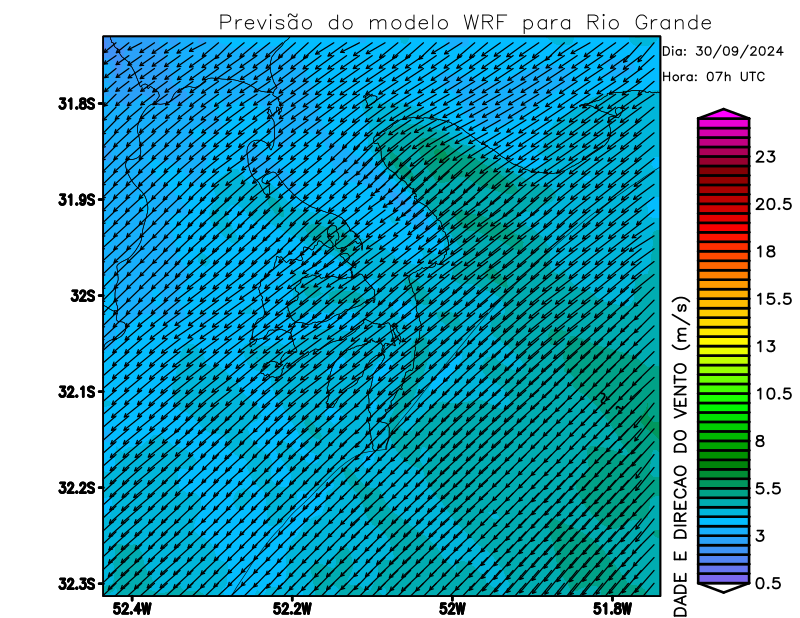 Previsão do modelo WRF para Rio Grande
Dia: 30/09/2024
Hora: 07h UTC
31.8S
31.9S
32S
32.1S
32.2S
32.3S
52.4W
52.2W
52W
51.8W
DADE E DIRECAO DO VENTO (m/s)
23
20.5
18
15.5
13
10.5
8
5.5
3
0.5